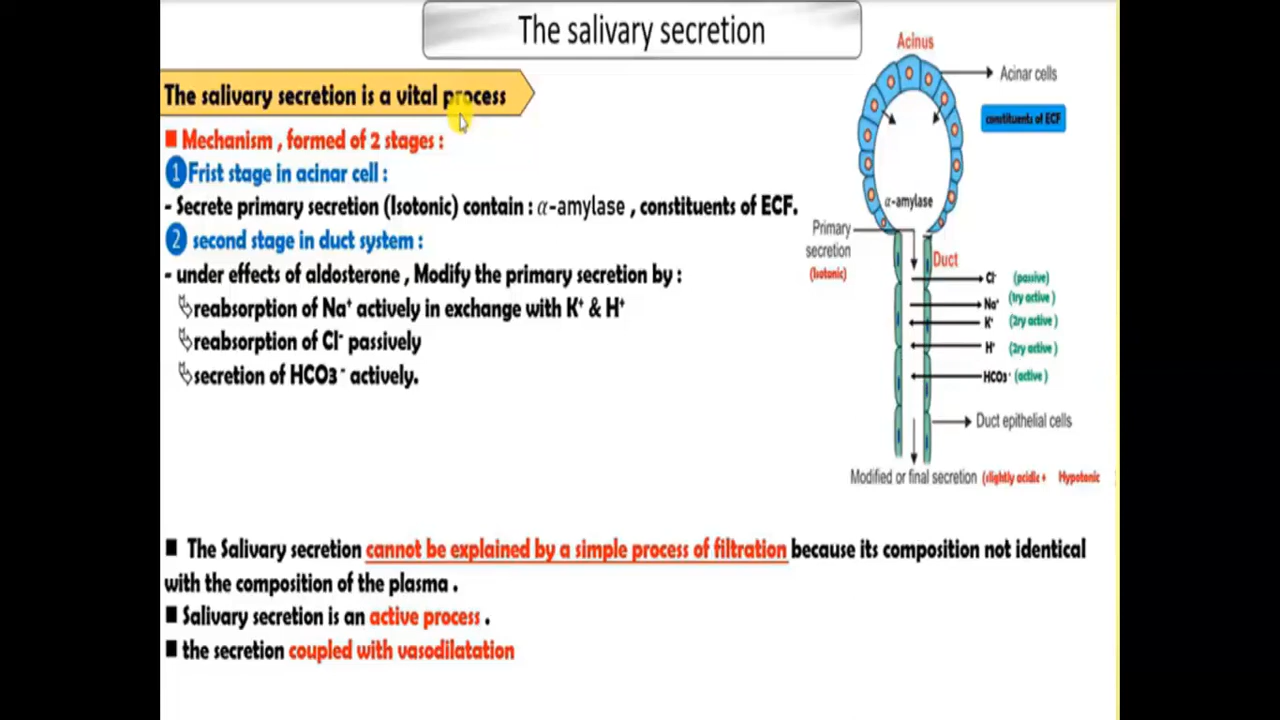 The salivary secretion
The salivary secretion is a vital process
■ Mechanism , formed of 2 stages :
1 Frist stage in acinar cell :
- Secrete primary secretion (Isotonic) contain : α-amylase , constituents of ECF.
2 second stage in duct system :
- under effects of aldosterone , Modify the primary secretion by :
reabsorption of Na⁺ actively in exchange with K⁺ & H⁺
reabsorption of Cl⁻ passively
secretion of HCO3⁻ actively.
Acinus
Acinar cells
constituents of ECF
α-amylase
Primary
secretion
(Isotonic)
Duct
Cl⁻ (passive)
Na⁺ (1ry active)
K⁺ (2ry active)
H⁺ (2ry active)
HCO3⁻ (active)
Duct epithelial cells
Modified or final secretion (slightly acidic + Hypotonic
■ The Salivary secretion cannot be explained by a simple process of filtration because its composition not identical
with the composition of the plasma .
■ Salivary secretion is an active process .
■ the secretion coupled with vasodilatation